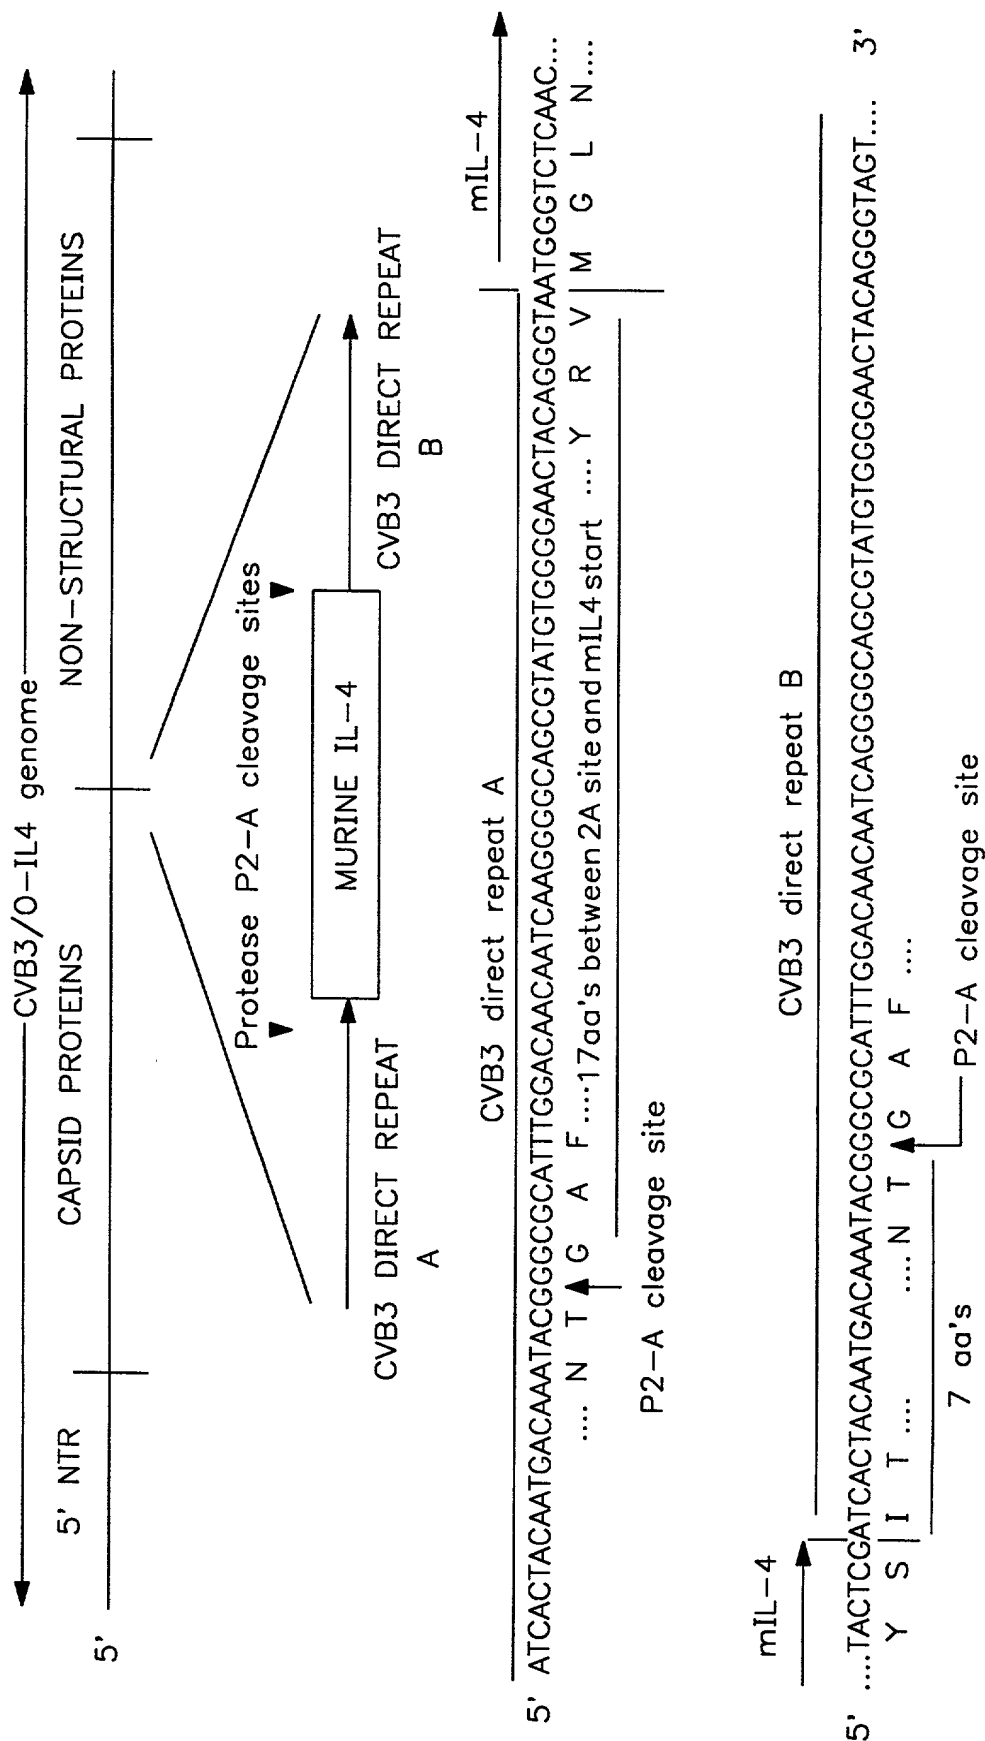 CVB3/0-IL4 genome
5' NTR CAPSID PROTEINS NON-STRUCTURAL PROTEINS
5'
Protease P2-A cleavage sites
MURINE IL-4
CVB3 DIRECT REPEAT
A
CVB3 DIRECT REPEAT
B
CVB3 direct repeat A
mIL-4
5' ATCACTACAATGACAAATACGGGCGCATTTGGACAACAATCAAGGGGCAGCGTATGTGGGGAACTACAGGGTAATGGGTCTCAAC...
.... N T G A F....17aa's between 2A site and mIL4 start .... Y R V M G L N....
P2-A cleavage site
mIL-4
CVB3 direct repeat B
5' ....TACTCGATCACTACAATGACAAATACGGGCGCATTTGGACAACAATCAGGGGCAGCGTATGTGGGGAACTACAGGGTAGT.... 3'
Y S I T .... ....N T G A F ....
7 aa's
P2-A cleavage site